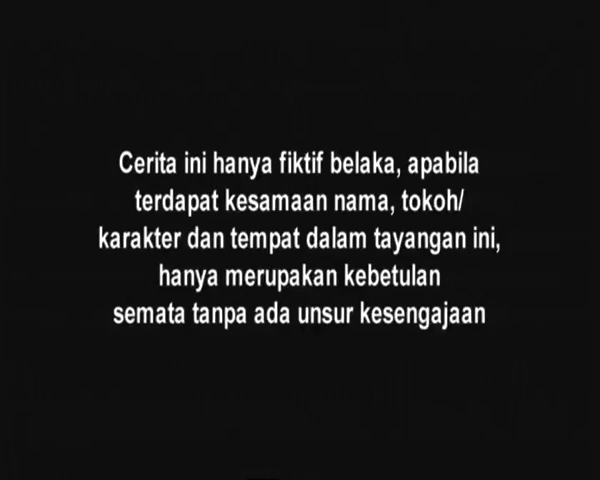 Cerita ini hanya fiktif belaka, apabila
terdapat kesamaan nama, tokoh/
karakter dan tempat dalam tayangan ini,
hanya merupakan kebetulan
semata tanpa ada unsur kesengajaan